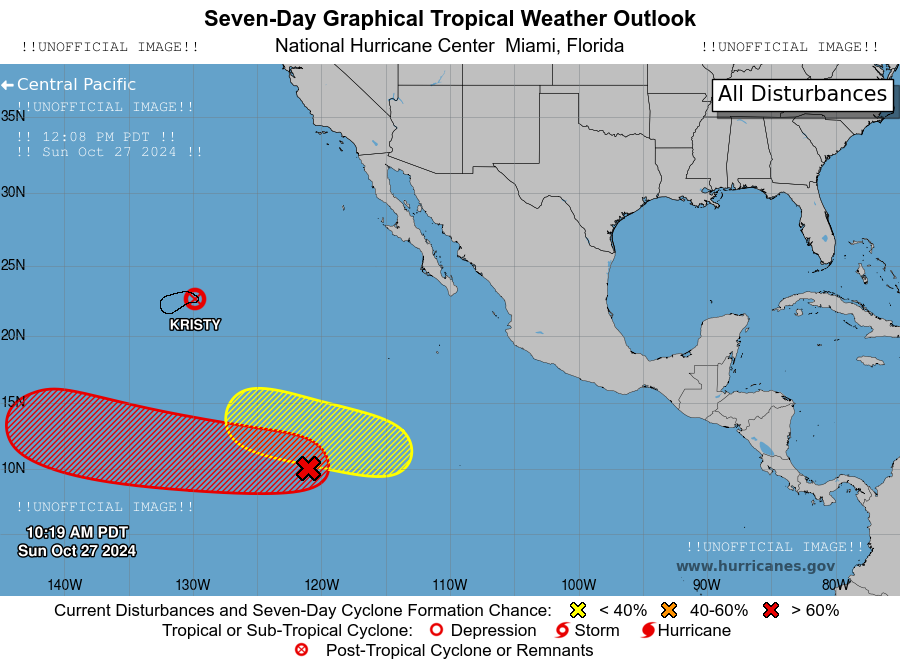 Seven-Day Graphical Tropical Weather Outlook
!!UNOFFICIAL IMAGE!! National Hurricane Center Miami, Florida !!UNOFFICIAL IMAGE!!
Central Pacific
All Disturbances
!!UNOFFICIAL IMAGE!!
35N
!! 12:08 PM PDT !!
!! Sun Oct 27 2024 !!
30N
25N
KRISTY
20N
15N
10N
!!UNOFFICIAL IMAGE!!
10:19 AM PDT
Sun Oct 27 2024
!!UNOFFICIAL IMAGE!!
www.hurricanes.gov
140W 130W 120W 110W 100W 90W 80W
Current Disturbances and Seven-Day Cyclone Formation Chance: < 40% 40-60% > 60%
Tropical or Sub-Tropical Cyclone: Depression Storm Hurricane
Post-Tropical Cyclone or Remnants